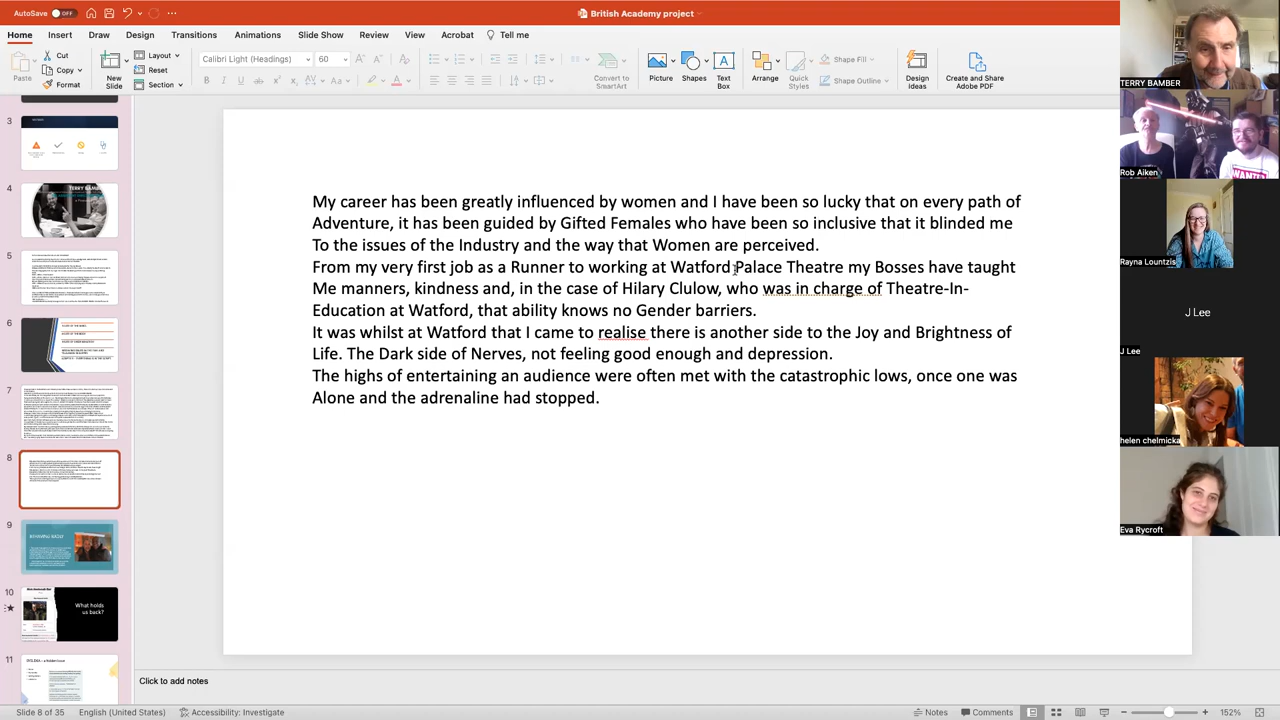 AutoSave OFF
British Academy project
Home Insert Draw Design Transitions Animations Slide Show Review View Acrobat Tell me
Paste
Cut
Copy
Format
New Slide
Layout
Reset
Section
Calibri Light (Headings) 60
Convert to SmartArt
Picture
Shapes
Text Box
Arrange
Quick Styles
Shape Fill
Shape Outline
Design Ideas
Create and Share Adobe PDF
3
4
TERRY BAMBER
5
6
7
8
9
10
What holds us back?
11
My career has been greatly influenced by women and I have been so lucky that on every path of
Adventure, it has been guided by Gifted Females who have been so inclusive that it blinded me
To the issues of the Industry and the way that Women are perceived.
From my very first job as a Runner to working at Watford Palace Theatre my Bosses have taught
Me manners, kindness and, in the case of Hilary Clulow, who was in charge of Theatre-In-
Education at Watford, that ability knows no Gender barriers.
It was whilst at Watford that I came to realise there is another side to the Joy and Brightness of
Life. The Dark side of Nerves, not feeling good enough and depression.
The highs of entertaining an audience were often met with the catastrophic lows, once one was
Alone and the adrenaline had stopped.
TERRY BAMBER
Rob Aiken
Rayna Lountzis
J Lee
J Lee
helen chelmicka
Eva Rycroft
Click to add notes
Slide 8 of 35 English (United States) Accessibility: Investigate Notes Comments 152%